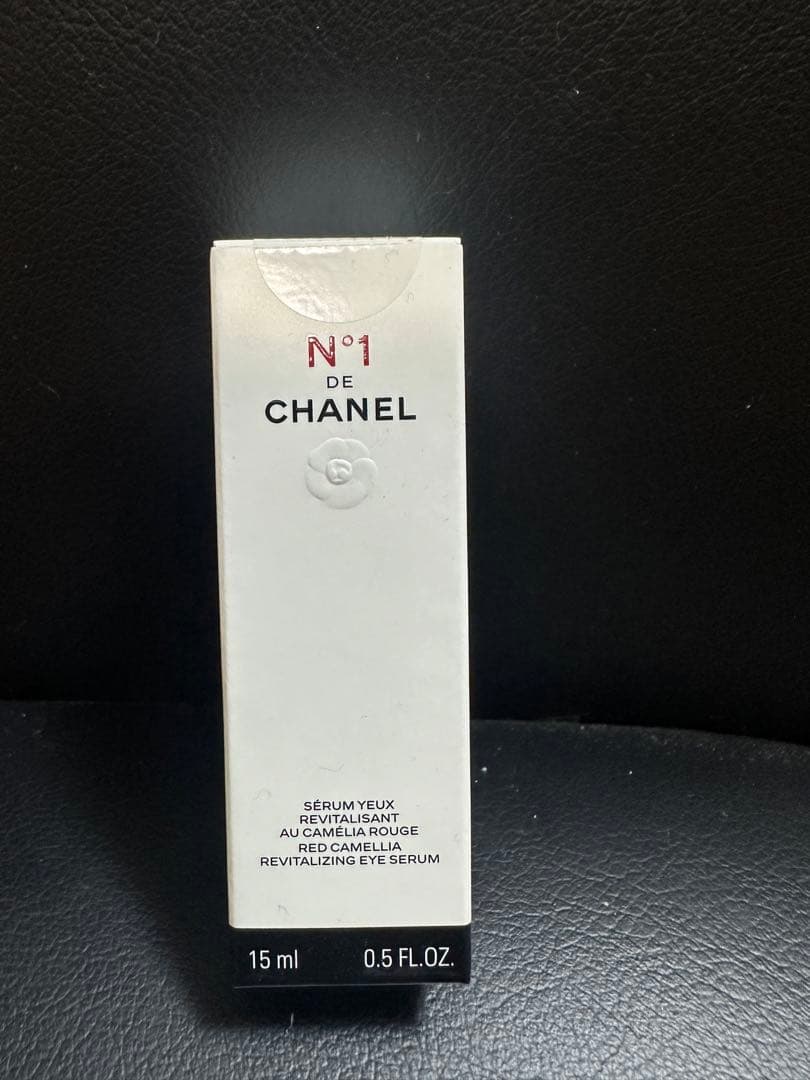 N°1
DE
CHANEL
SÉRUM YEUX
REVITALISANT
AU CAMÉLIA ROUGE
RED CAMELLIA
REVITALIZING EYE SERUM
15 ml 0.5 FL.OZ.